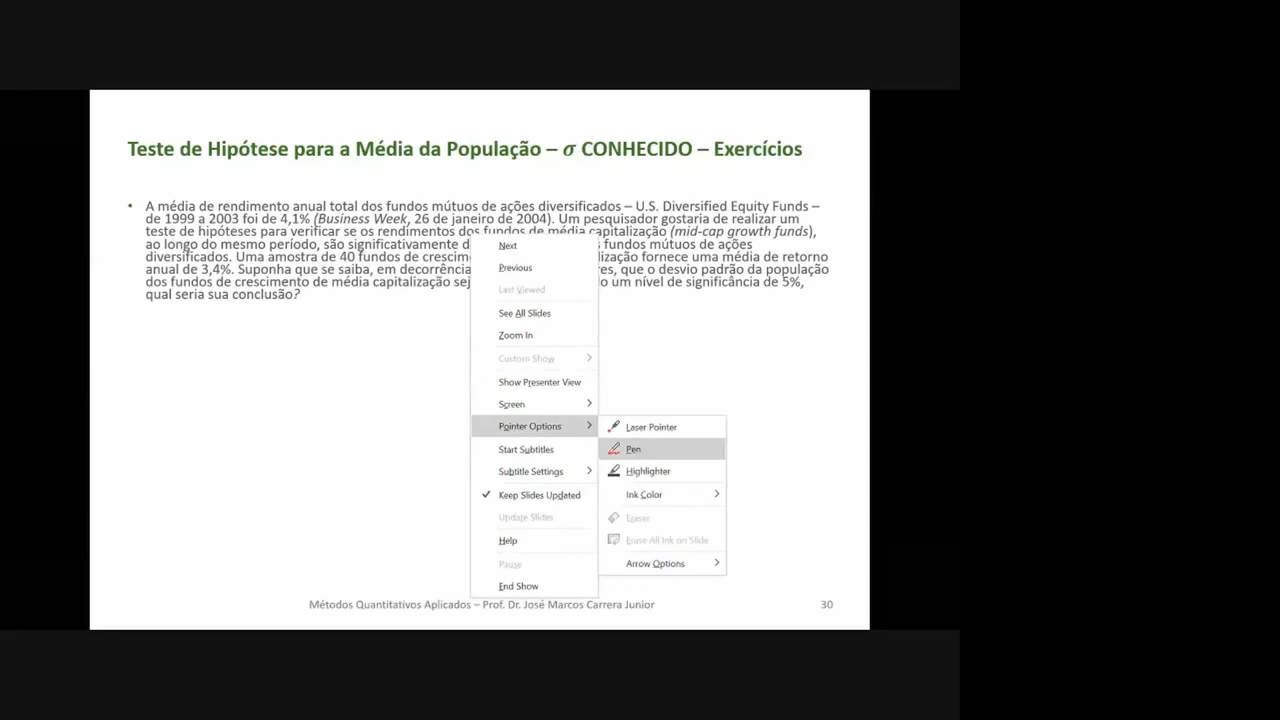 Teste de Hipótese para a Média da População – σ CONHECIDO – Exercícios
• A média de rendimento anual total dos fundos mútuos de ações diversificados – U.S. Diversified Equity Funds –
de 1999 a 2003 foi de 4,1% (Business Week, 26 de janeiro de 2004). Um pesquisador gostaria de realizar um
teste de hipóteses para verificar se os rendimentos dos fundos de média capitalização (mid-cap growth funds),
ao longo do mesmo período, são significativamente d fundos mútuos de ações
diversificados. Uma amostra de 40 fundos de crescim lização fornece uma média de retorno
anual de 3,4%. Suponha que se saiba, em decorrência res, que o desvio padrão da população
dos fundos de crescimento de média capitalização sej o um nível de significância de 5%,
qual seria sua conclusão?
Next
Previous
Last Viewed
See All Slides
Zoom In
Custom Show
Show Presenter View
Screen
Pointer Options
Start Subtitles
Subtitle Settings
Keep Slides Updated
Update Slides
Help
Pause
End Show
Laser Pointer
Pen
Highlighter
Ink Color
Eraser
Erase All Ink on Slide
Arrow Options
Métodos Quantitativos Aplicados – Prof. Dr. José Marcos Carrera Junior
30